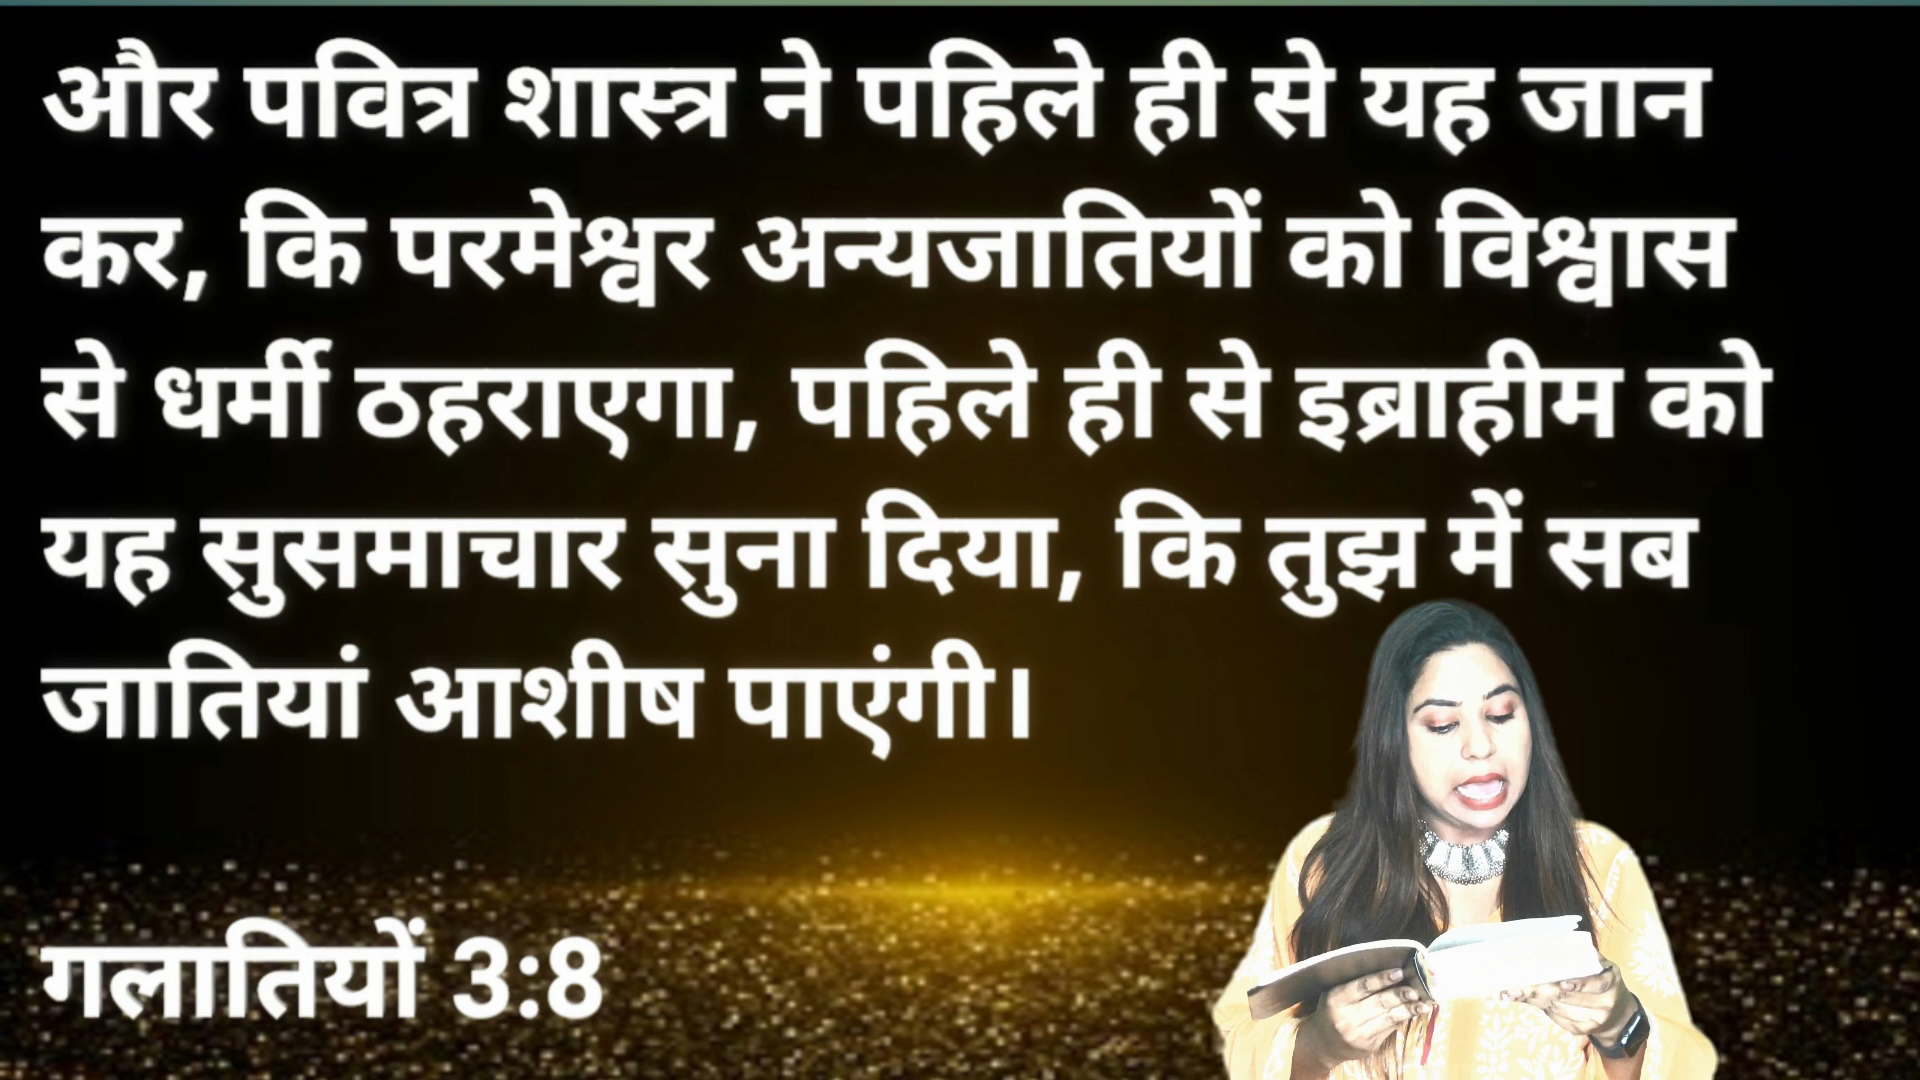 और पवित्र शास्त्र ने पहिले ही से यह जान
कर, कि परमेश्वर अन्यजातियों को विश्वास
से धर्मी ठहराएगा, पहिले ही से इब्राहीम को
यह सुसमाचार सुना दिया, कि तुझ में सब
जातियां आशीष पाएंगी।
गलातियों 3:8